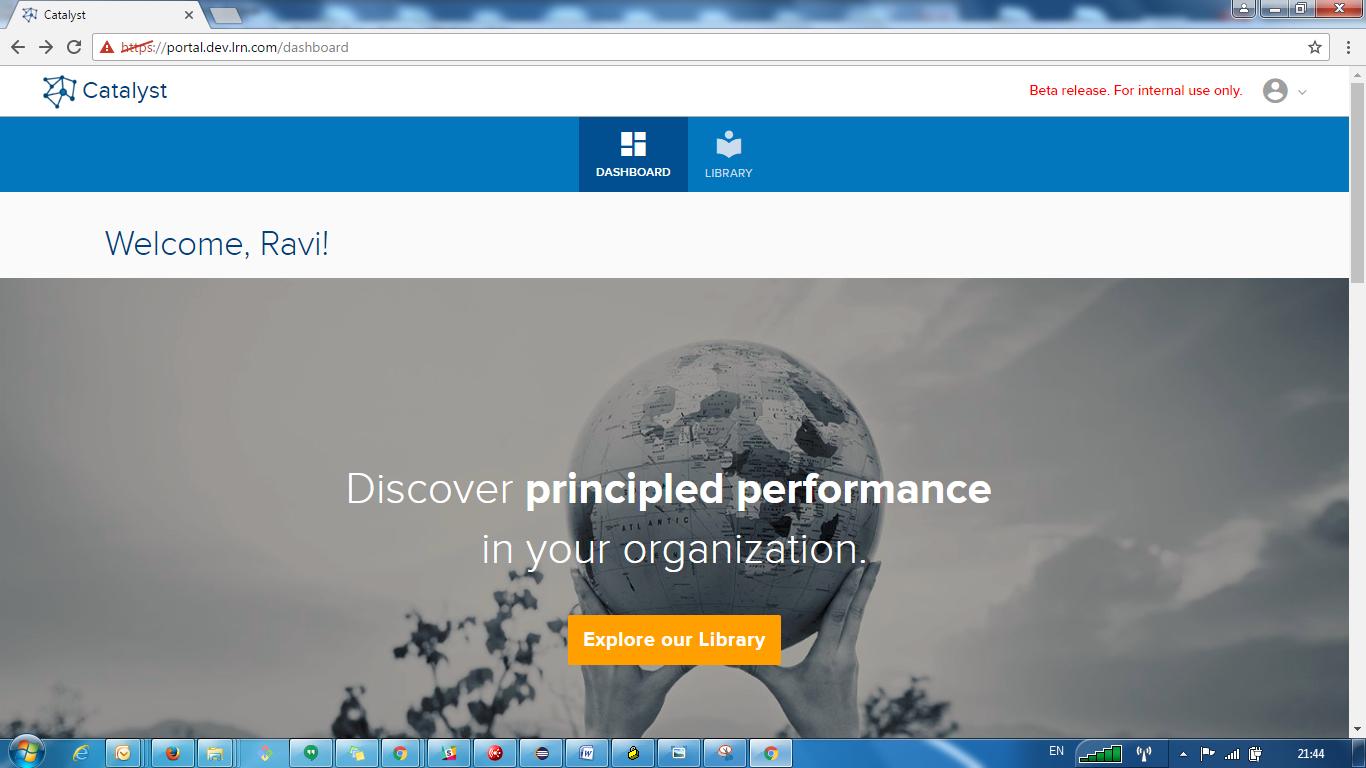 Catalyst
https://portal.dev.lrn.com/dashboard
Catalyst
Beta release. For internal use only.
DASHBOARD
LIBRARY
Welcome, Ravi!
ATLANTIC
Discover principled performance
in your organization.
Explore our Library
EN
21:44